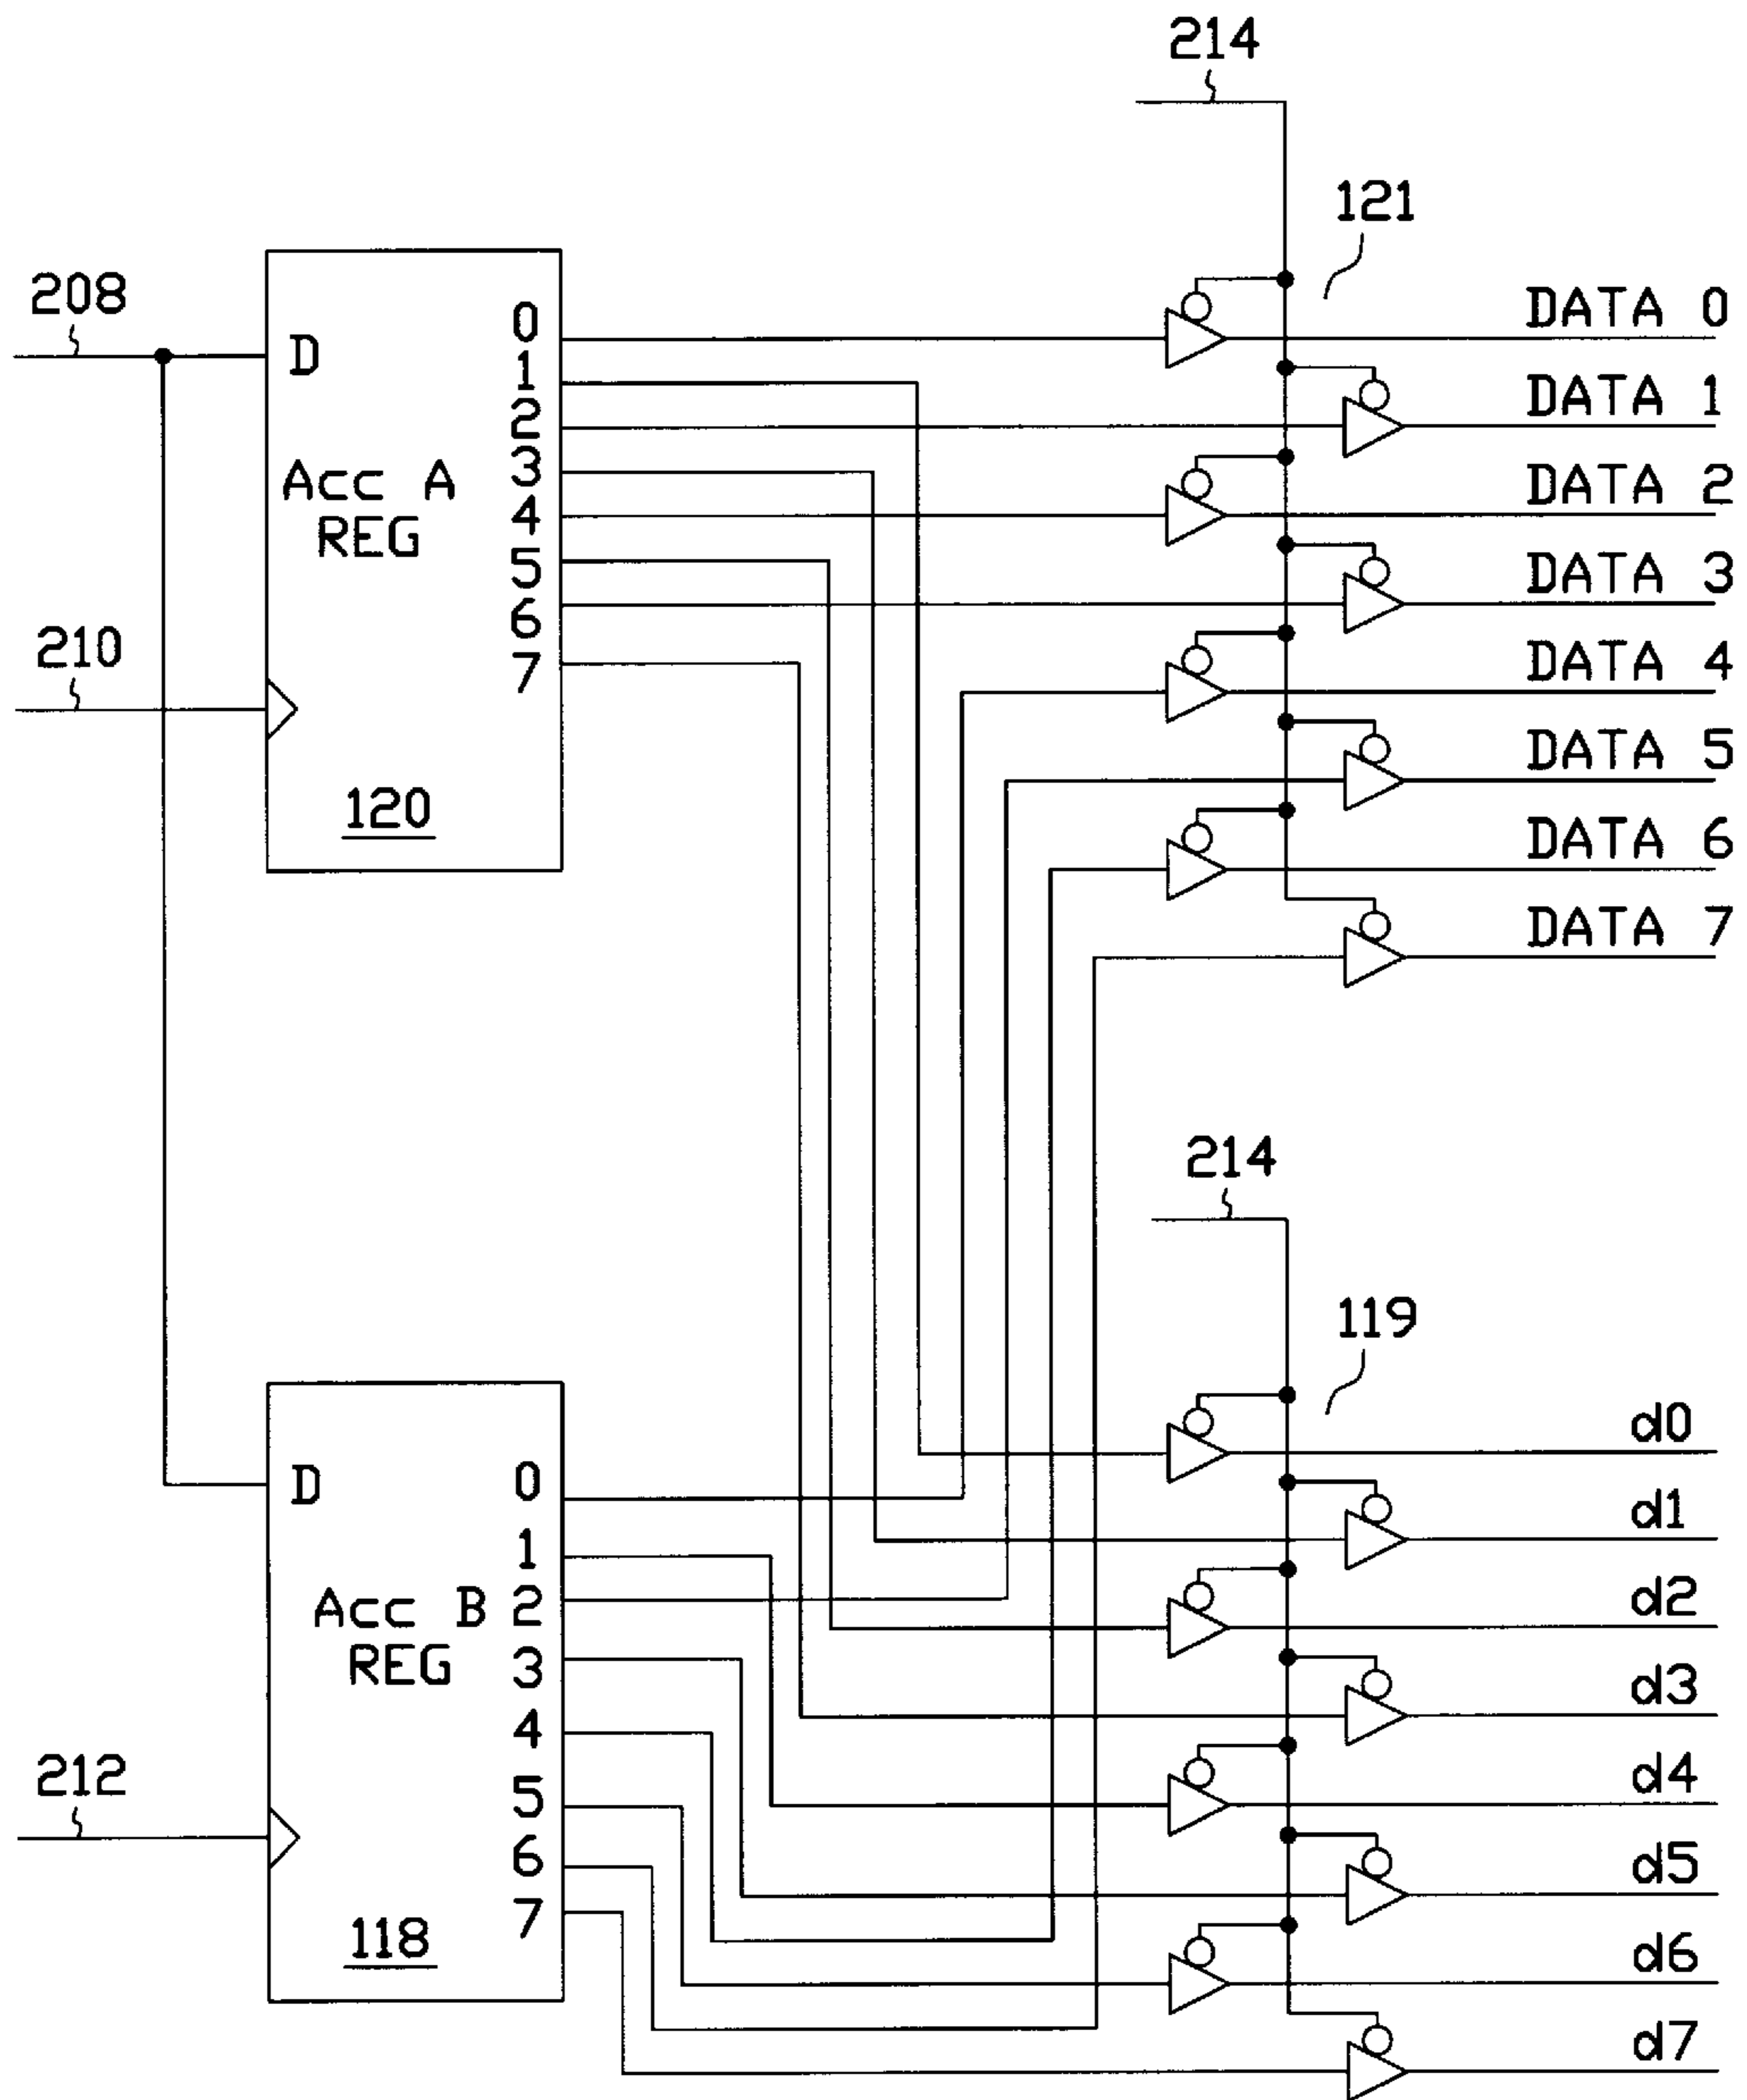 214
121
208
D
0
1
2
3
4
5
6
7
Acc A
REG
210
120
DATA 0
DATA 1
DATA 2
DATA 3
DATA 4
DATA 5
DATA 6
DATA 7
214
119
D
0
1
2
3
4
5
6
7
Acc B
REG
212
118
d0
d1
d2
d3
d4
d5
d6
d7